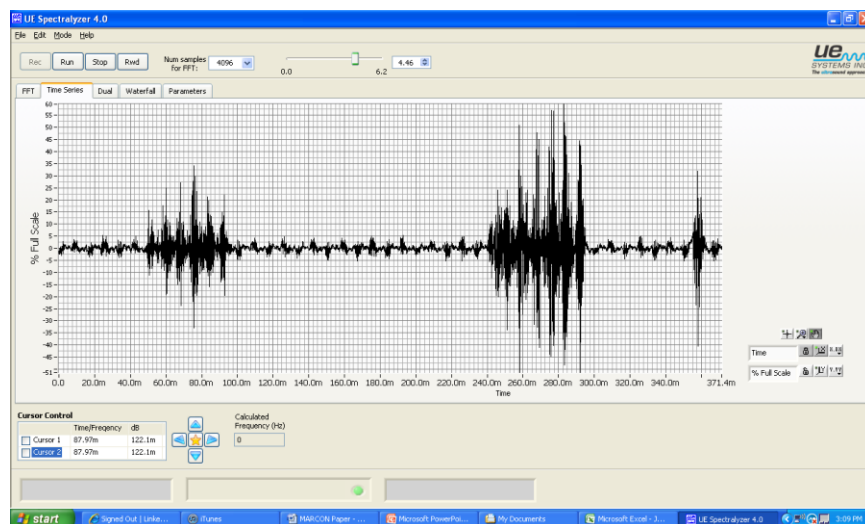 UE Spectralyzer 4.0
File Edit Mode Help
Rec Run Stop Rwd Num samples for FFT: 4096 0.0 6.2 4.46
ue
SYSTEMS INC
The ultrasound approach
FFT Time Series Dual Waterfall Parameters
60
55
50
45
40
35
30
25
20
15
10
5
0
-5
-10
-15
-20
-25
-30
-35
-40
-45
-51
% Full Scale
0.0 20.0m 40.0m 60.0m 80.0m 100.0m 120.0m 140.0m 160.0m 180.0m 200.0m 220.0m 240.0m 260.0m 280.0m 300.0m 320.0m 340.0m 371.4m
Time
Time
% Full Scale
Cursor Control
Time/Freqency dB
Cursor 1 87.97m 122.1m
Cursor 2 87.97m 122.1m
Calculated
Frequency (Hz)
0
start Signed Out | Linke... iTunes MARCON Paper - ... Microsoft PowerPoi... My Documents Microsoft Excel - J... UE Spectralyzer 4.0 3:09 PM